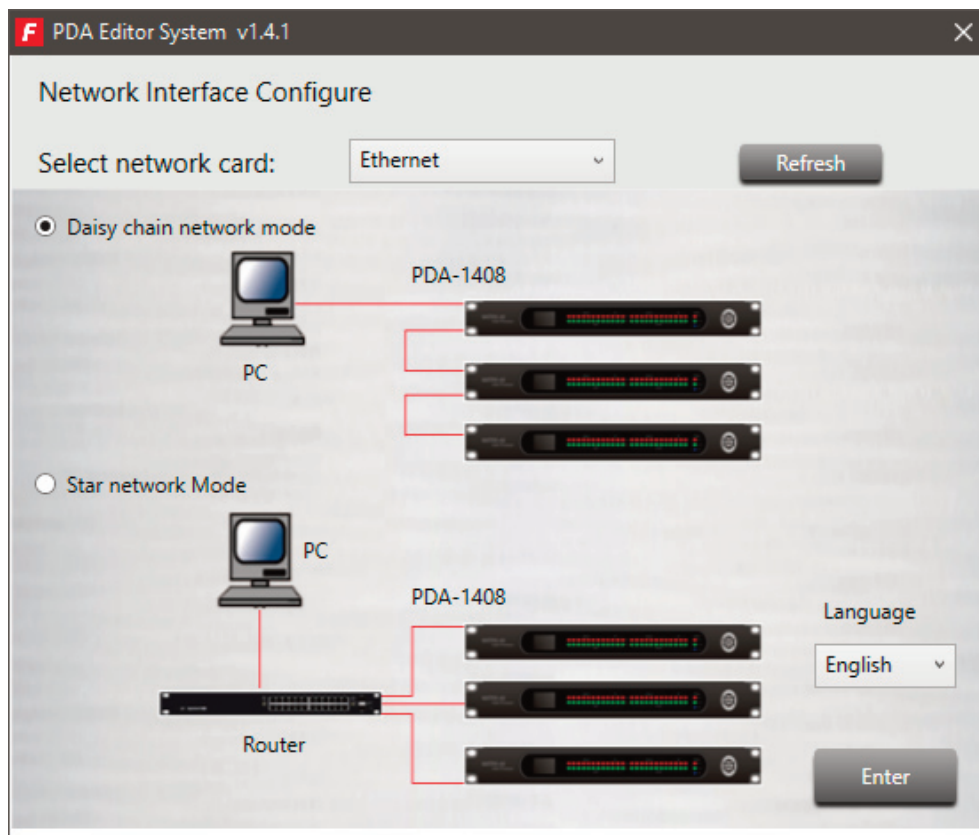 F PDA Editor System v1.4.1
Network Interface Configure
Select network card: Ethernet Refresh
Daisy chain network mode
PDA-1408
PC
Star network Mode
PC
PDA-1408
Language
English
Router
Enter